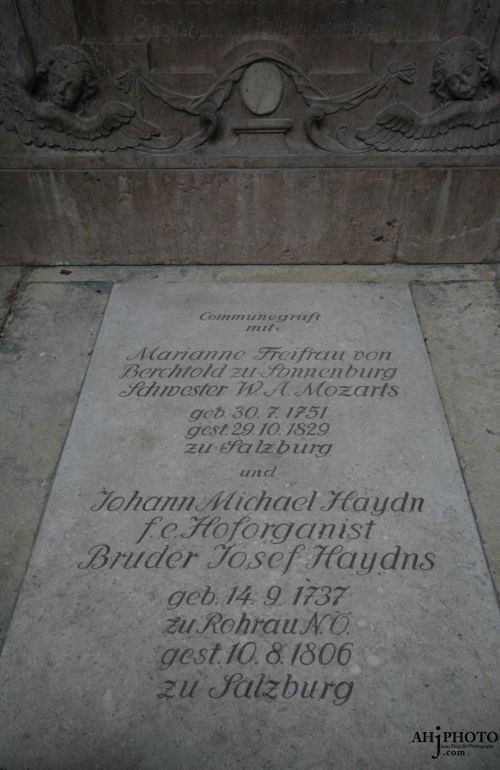 Communegruft
mit:
Marianne Freifrau von
Berchtold zu Sonnenburg
Schwester W. A. Mozarts
geb. 30. 7. 1751
gest. 29. 10. 1829
zu Salzburg
und
Johann Michael Haydn
f. e. Hoforganist
Bruder Josef Haydns
geb. 14. 9. 1737
zu Rohrau N.Ö.
gest. 10. 8. 1806
zu Salzburg
AHjPHOTO
j.com